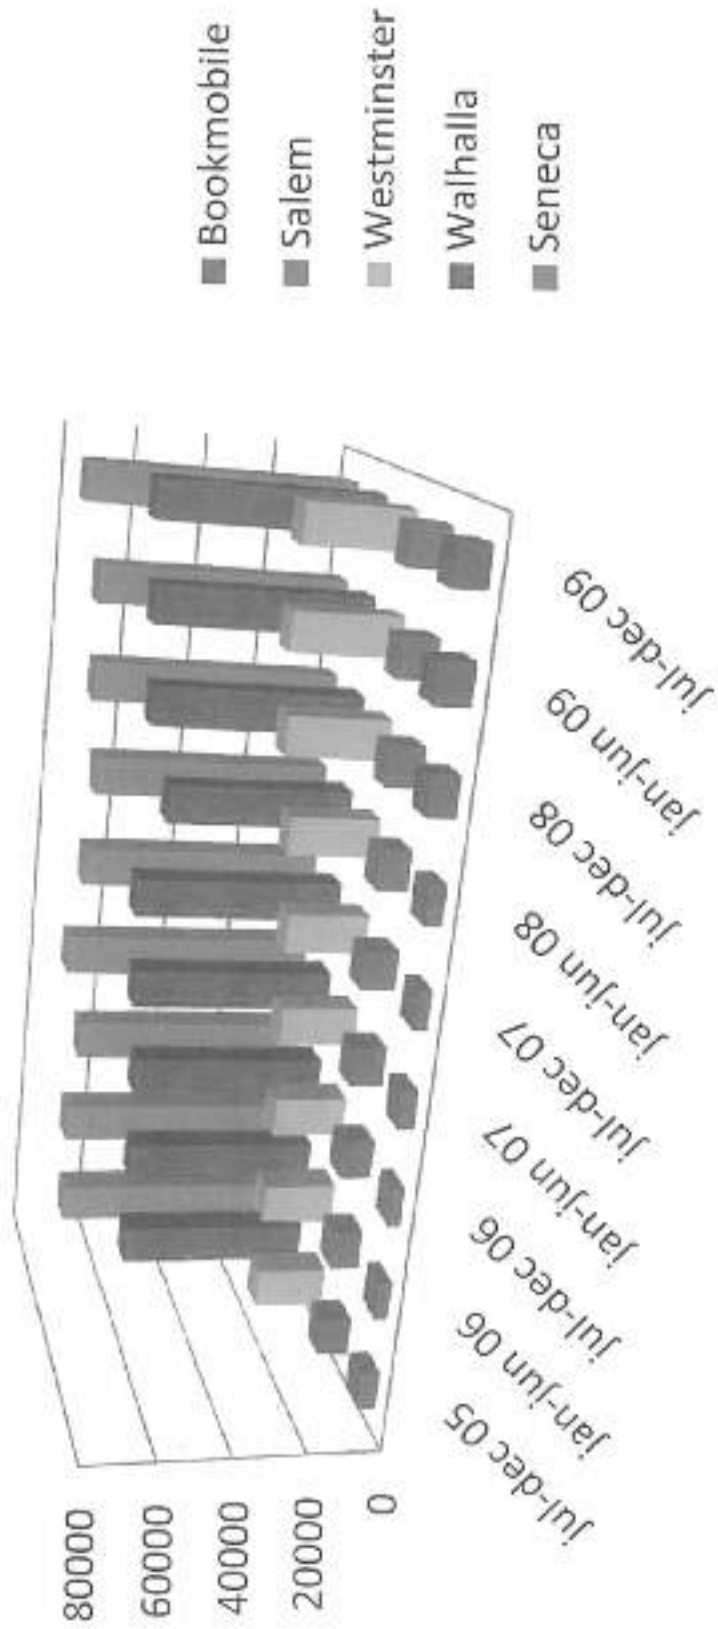 80000
60000
40000
20000
0
jul-dec 05
jan-jun 06
jul-dec 06
jan-jun 07
jul-dec 07
jan-jun 08
jul-dec 08
jan-jun 09
jul-dec 09
Bookmobile
Salem
Westminster
Walhalla
Seneca